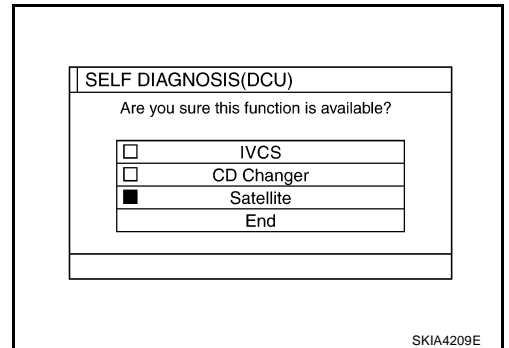 SELF DIAGNOSIS(DCU)
Are you sure this function is available?
IVCS
CD Changer
Satellite
End
SKIA4209E